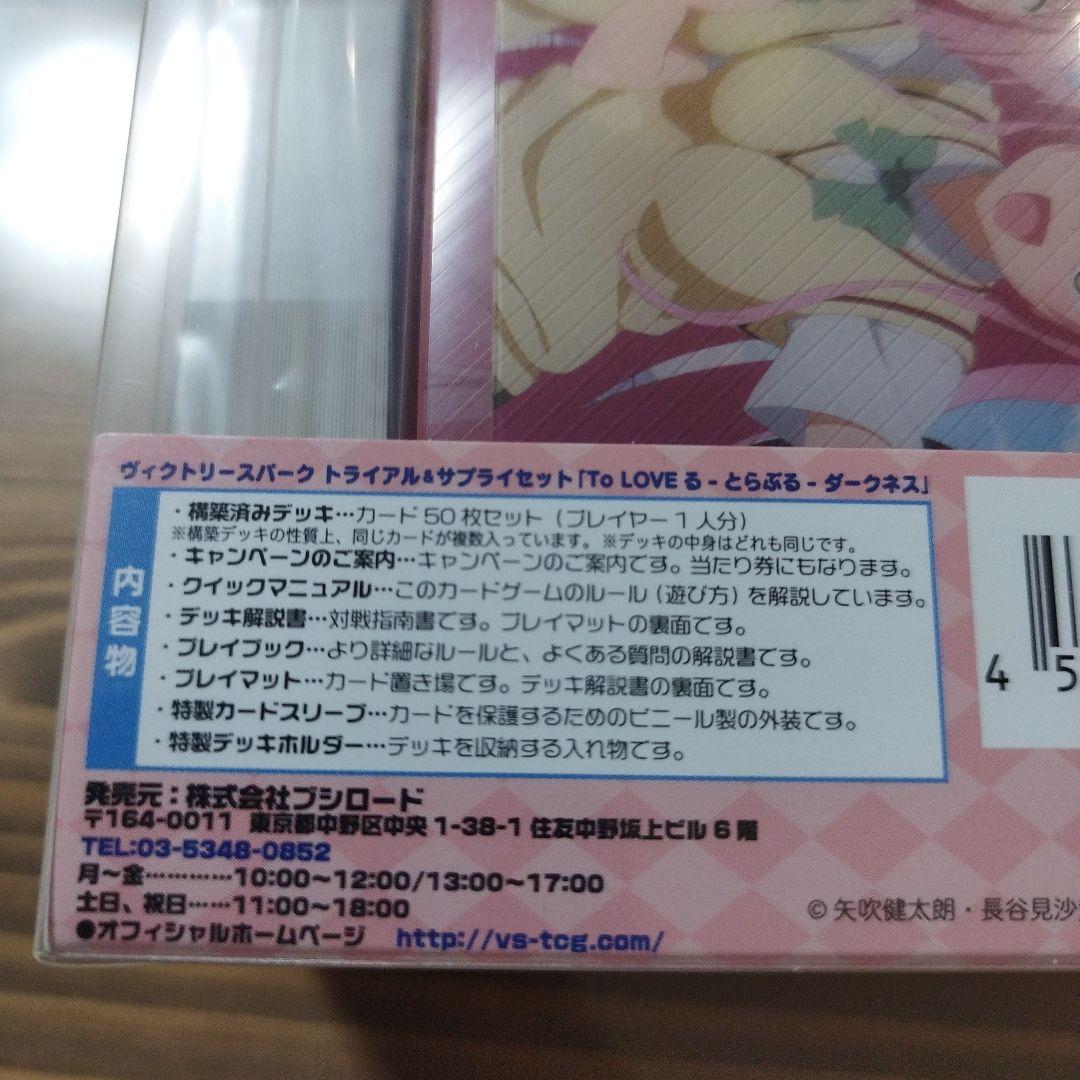 ヴィクトリースパーク トライアル&サプライセット「To LOVEる - とらぶる - ダークネス」
内容物
・構築済みデッキ…カード50枚セット（プレイヤー1人分）
※構築デッキの性質上、同じカードが複数入っています。 ※デッキの中身はどれも同じです。
・キャンペーンのご案内…キャンペーンのご案内です。当たり券にもなります。
・クイックマニュアル…このカードゲームのルール（遊び方）を解説しています。
・デッキ解説書…対戦指南書です。プレイマットの裏面です。
・プレイブック…より詳細なルールと、よくある質問の解説書です。
・プレイマット…カード置き場です。デッキ解説書の裏面です。
・特製カードスリーブ…カードを保護するためのビニール製の外装です。
・特製デッキホルダー…デッキを収納する入れ物です。
発売元：株式会社ブシロード
〒164-0011 東京都中野区中央1-38-1 住友中野坂上ビル6階
TEL:03-5348-0852
月～金…………10:00～12:00/13:00～17:00
土日、祝日……11:00～18:00
●オフィシャルホームページ http://vs-tcg.com/
4 5
©矢吹健太朗・長谷見沙